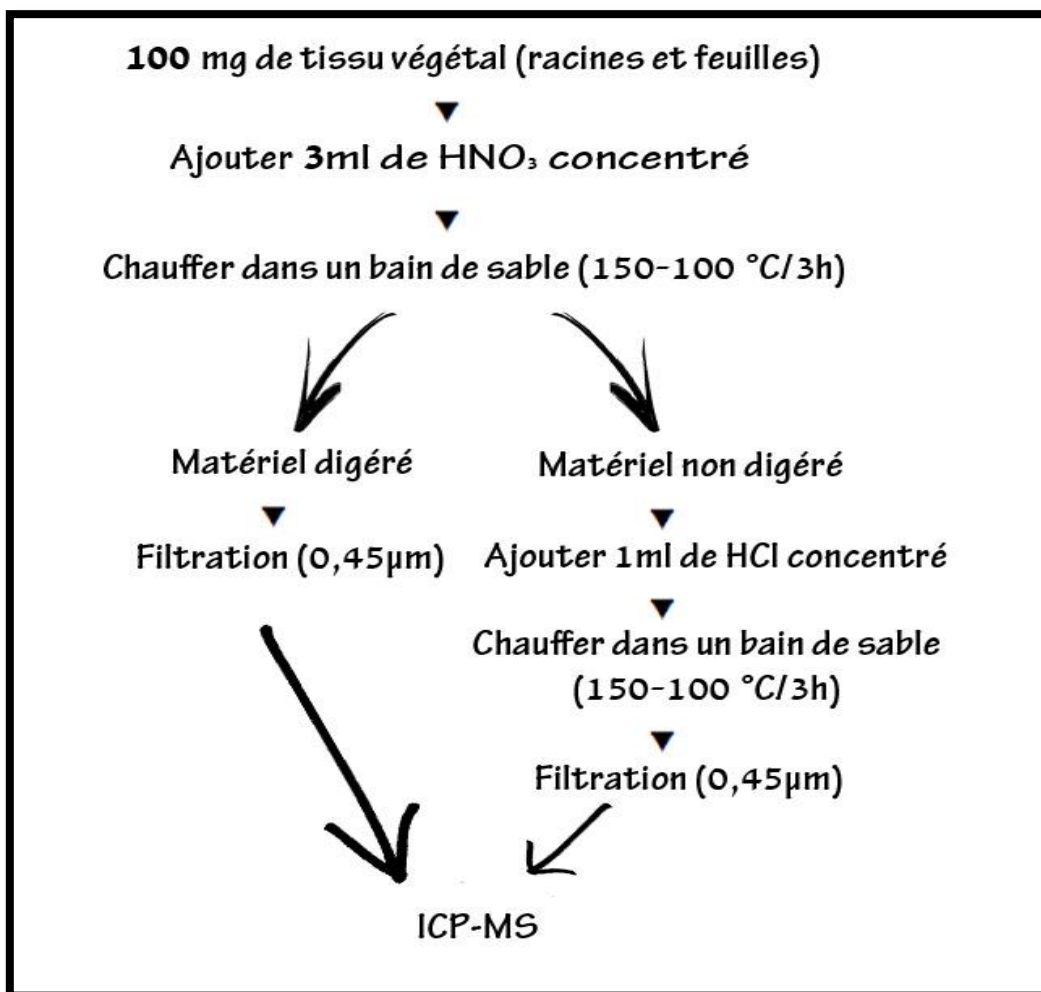 100 mg de tissu végétal (racines et feuilles)
Ajouter 3ml de HNO₃ concentré
Chauffer dans un bain de sable (150-100 °C/3h)
Matériel digéré
Filtration (0,45µm)
Matériel non digéré
Ajouter 1ml de HCl concentré
Chauffer dans un bain de sable
(150-100 °C/3h)
Filtration (0,45µm)
ICP-MS